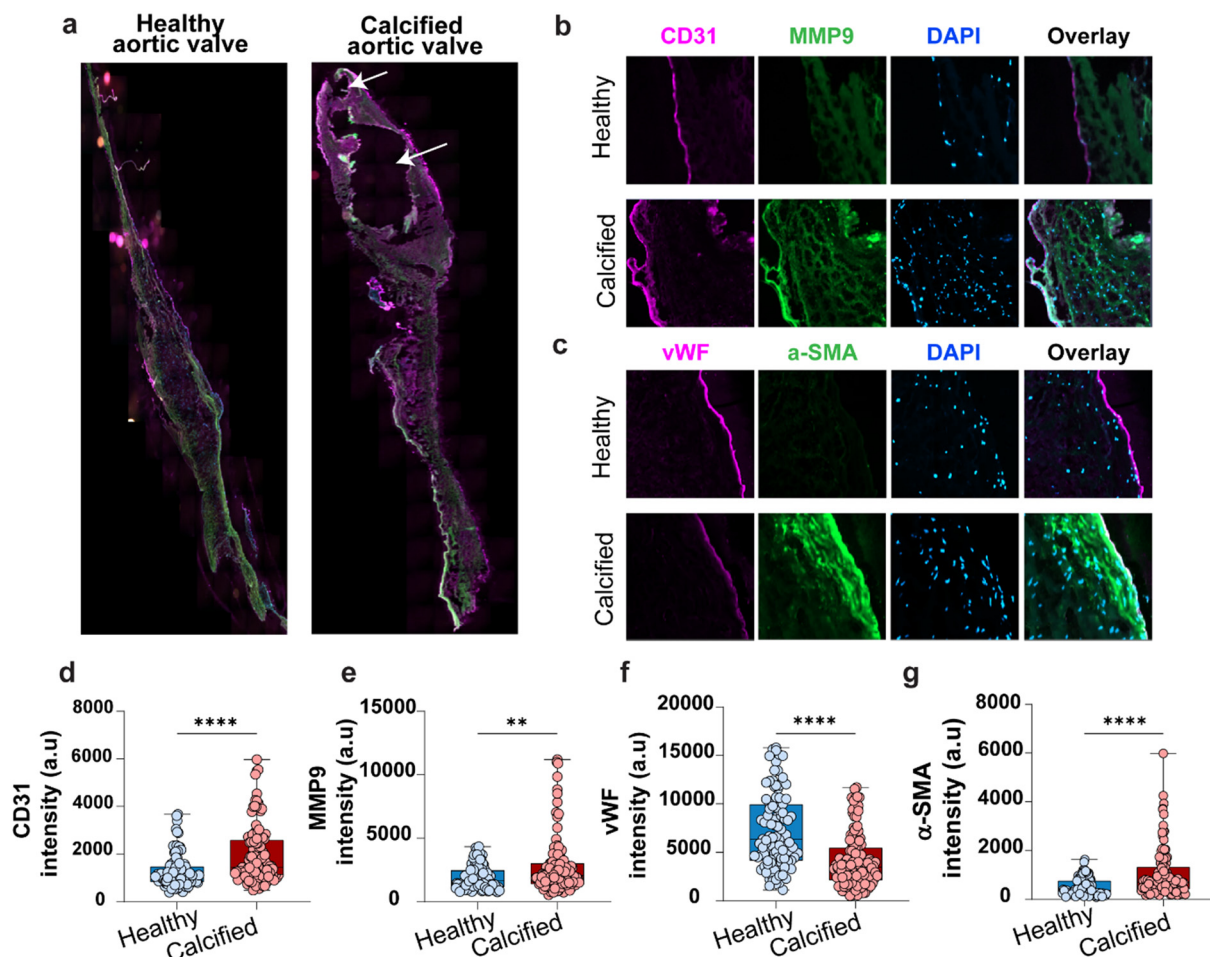 a
Healthy
aortic valve
Calcified
aortic valve
b
CD31 MMP9 DAPI Overlay
Healthy
Calcified
c
vWF a-SMA DAPI Overlay
Healthy
Calcified
d
CD31
intensity (a.u)
8000
6000
4000
2000
0
****
Healthy
Calcified
e
MMP9
intensity (a.u)
15000
10000
5000
0
**
Healthy
Calcified
f
vWF
intensity (a.u)
20000
15000
10000
5000
0
****
Healthy
Calcified
g
α-SMA
intensity (a.u)
8000
6000
4000
2000
0
****
Healthy
Calcified